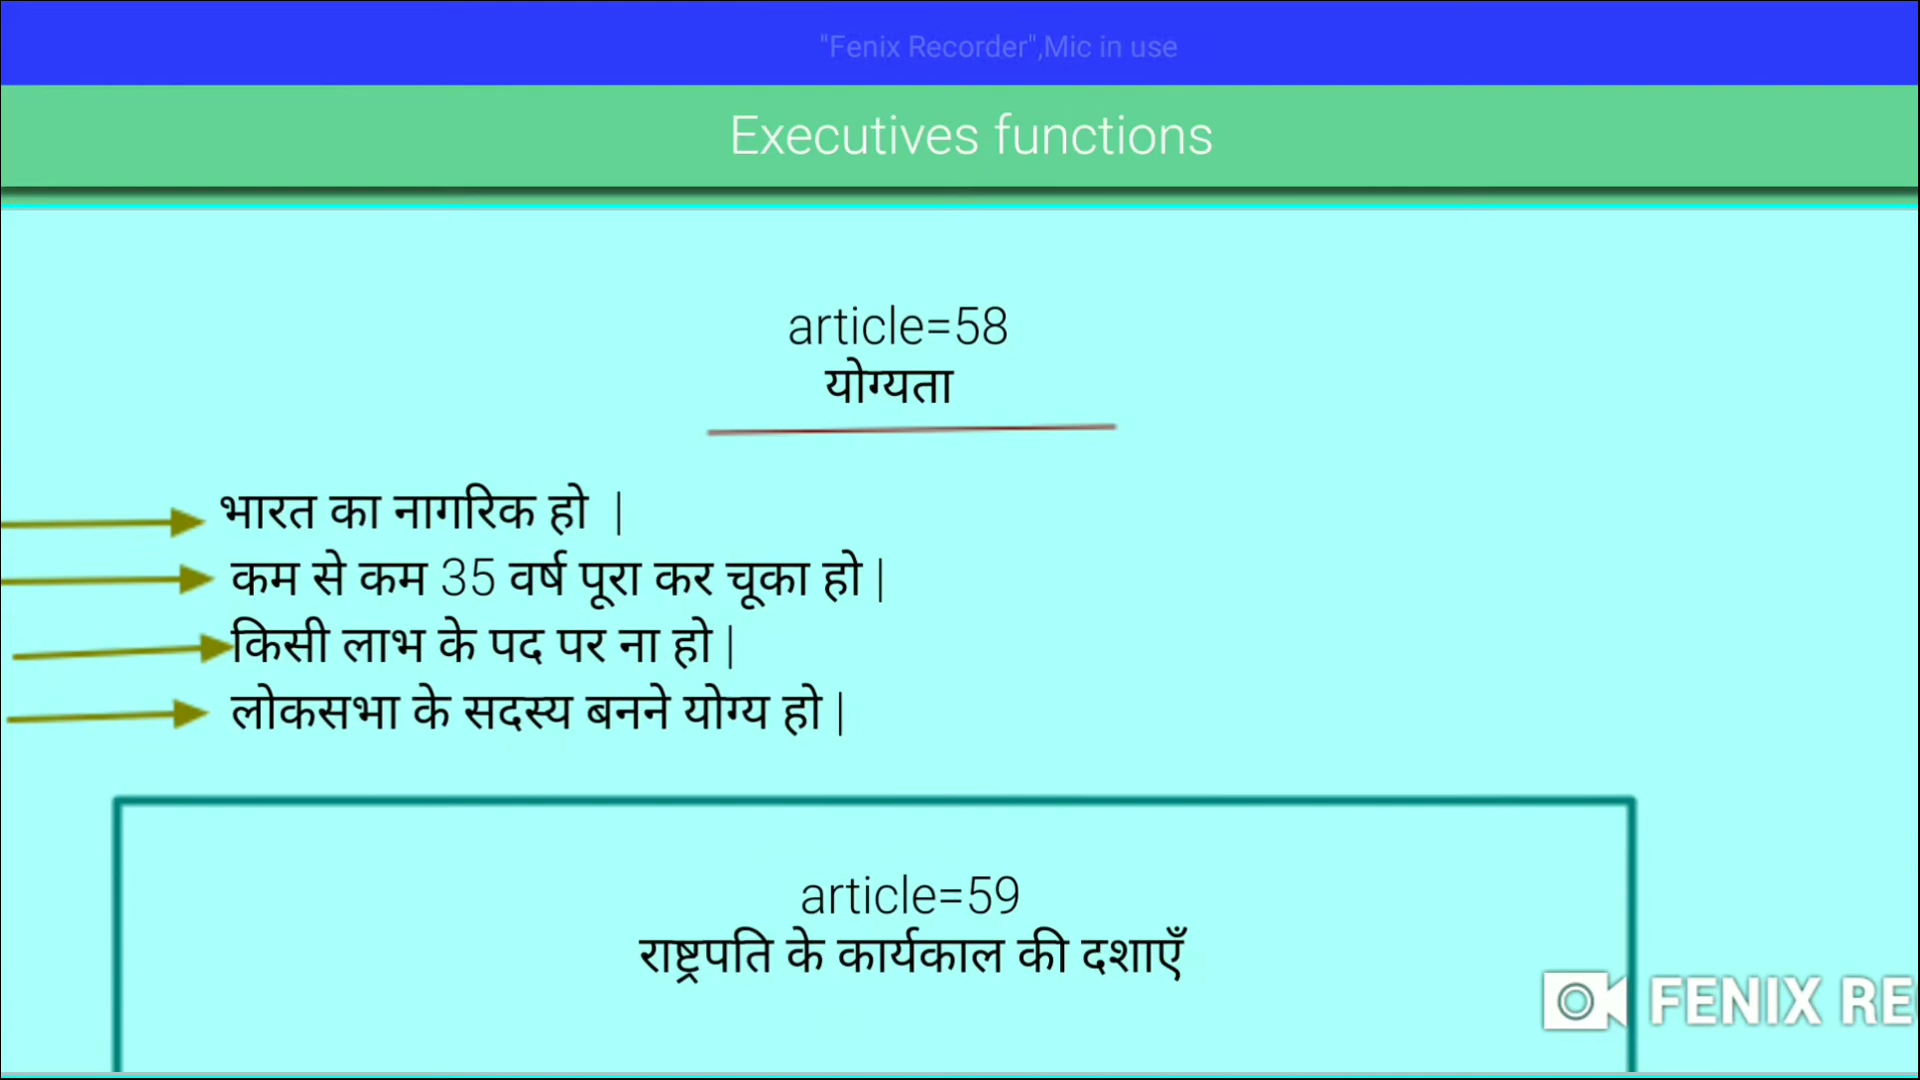 "Fenix Recorder",Mic in use
Executives functions
article=58
योग्यता
भारत का नागरिक हो |
कम से कम 35 वर्ष पूरा कर चूका हो |
किसी लाभ के पद पर ना हो |
लोकसभा के सदस्य बनने योग्य हो |
article=59
राष्ट्रपति के कार्यकाल की दशाएँ
FENIX RE